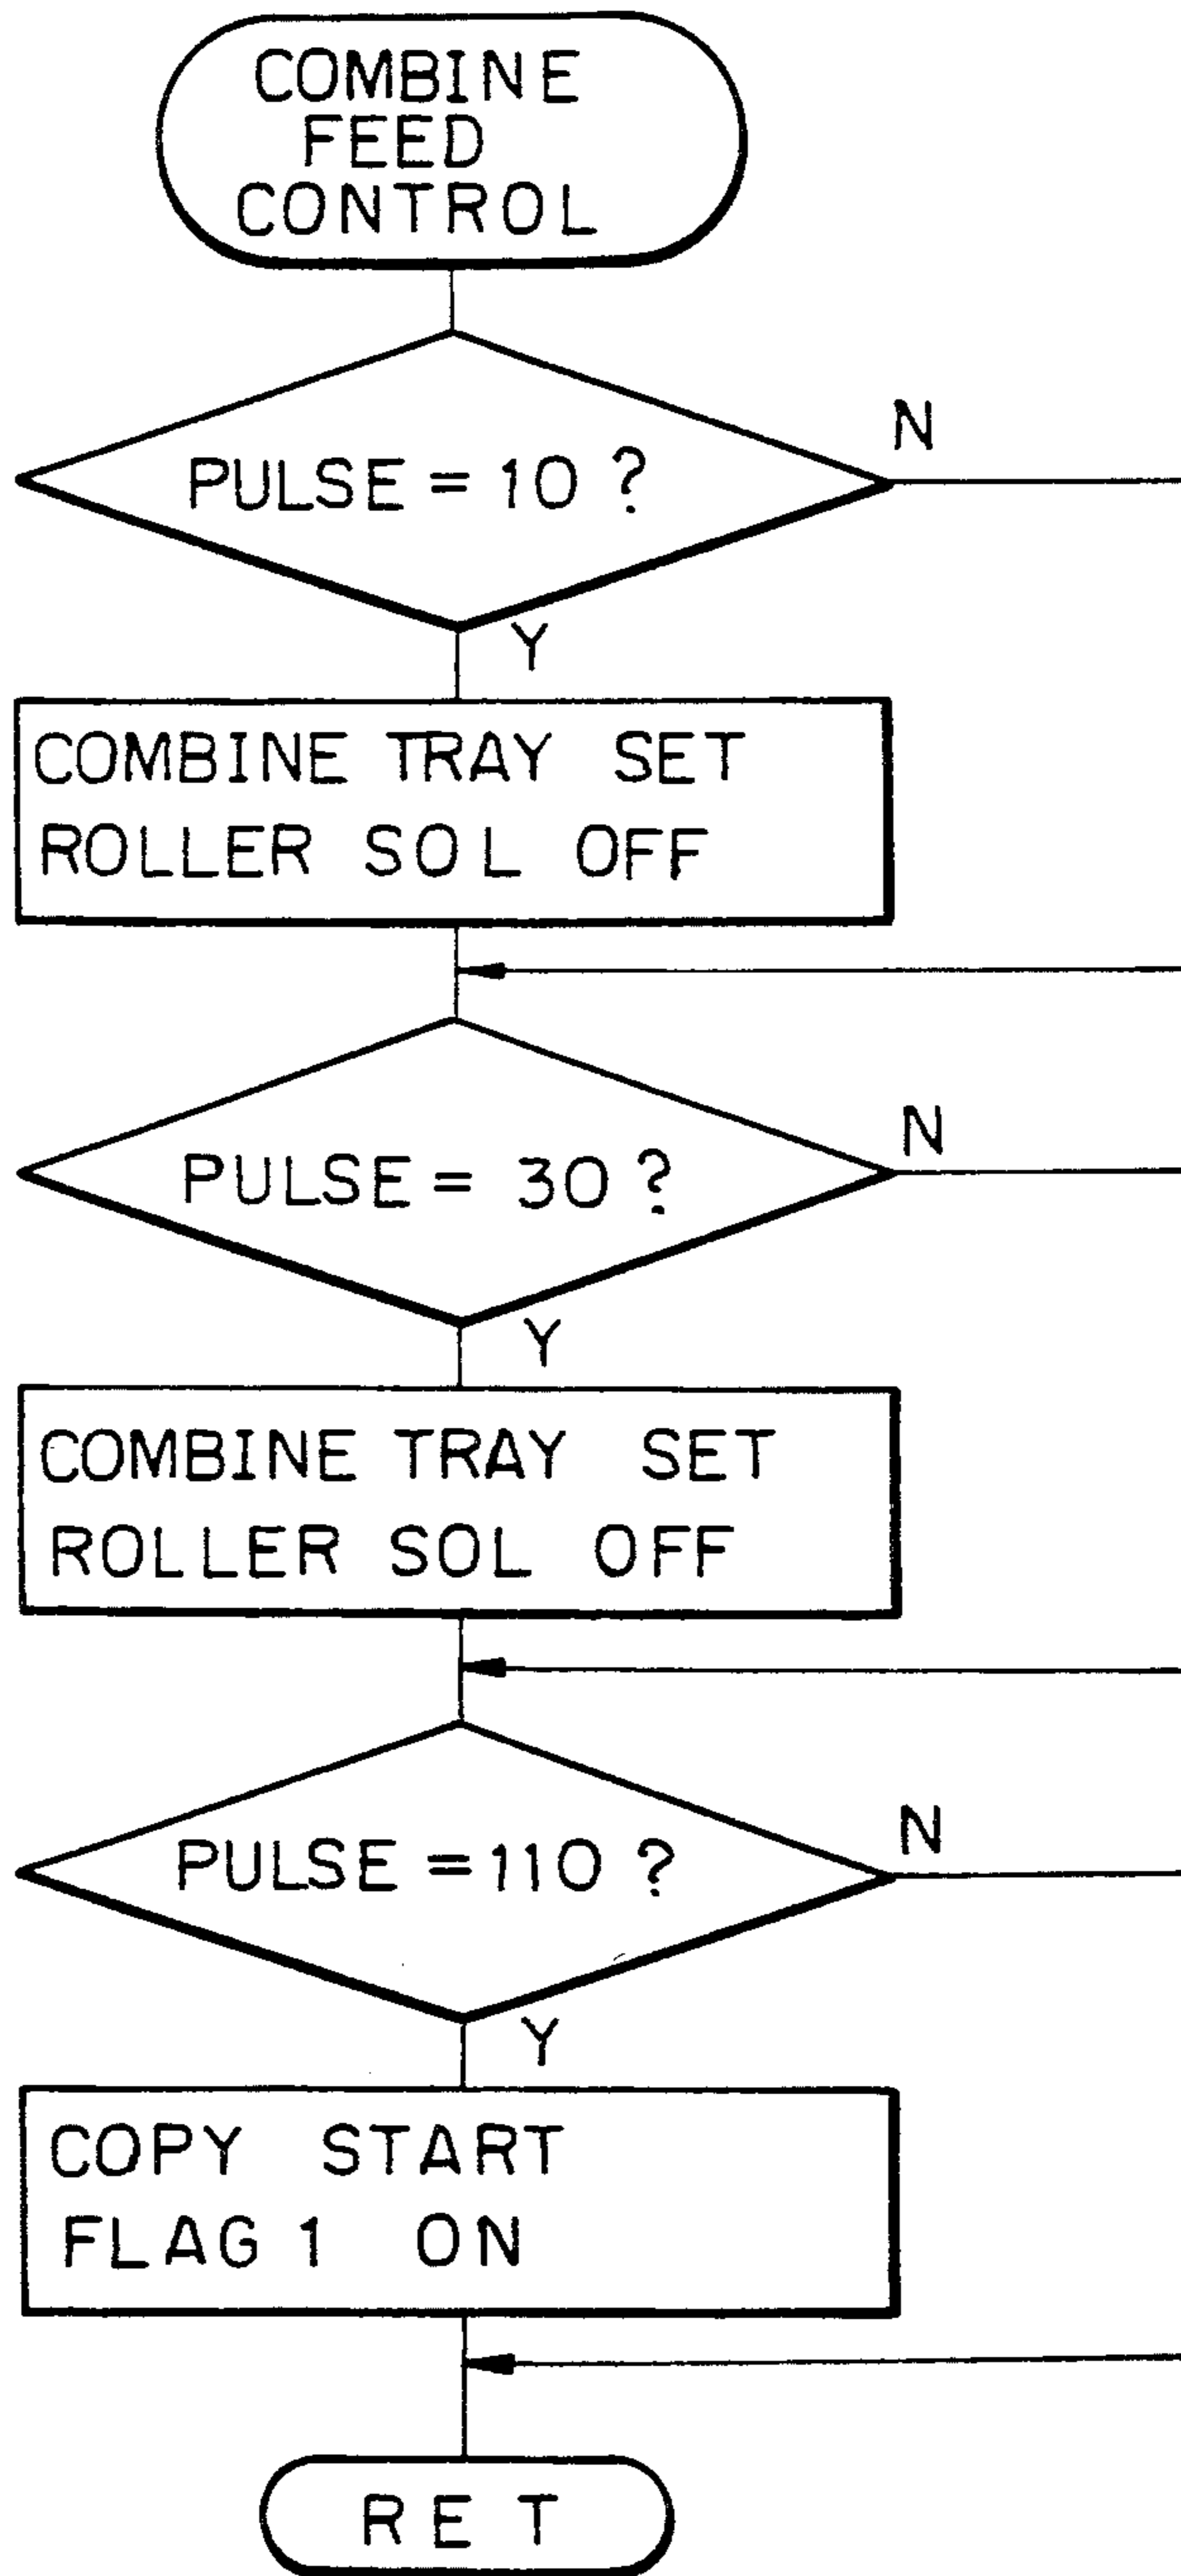 COMBINE
FEED
CONTROL
PULSE = 10 ?
N
Y
COMBINE TRAY SET
ROLLER SOL OFF
PULSE = 30 ?
N
Y
COMBINE TRAY SET
ROLLER SOL OFF
PULSE = 110 ?
N
Y
COPY START
FLAG 1 ON
RET